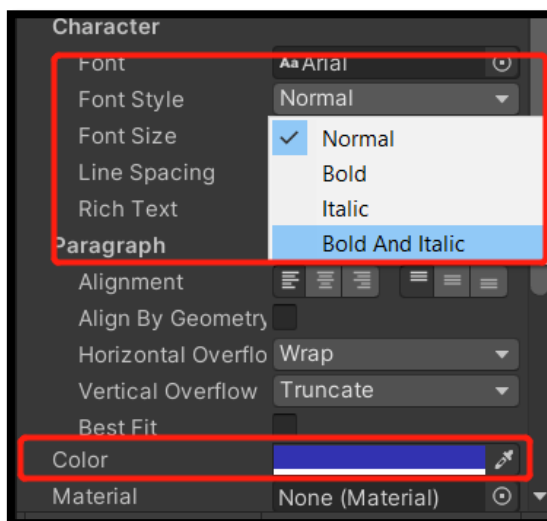 Character
Font Aa Arial
Font Style Normal
Font Size Normal
Line Spacing Bold
Rich Text Italic
Paragraph Bold And Italic
Alignment
Align By Geometry
Horizontal Overflo Wrap
Vertical Overflow Truncate
Best Fit
Color
Material None (Material)